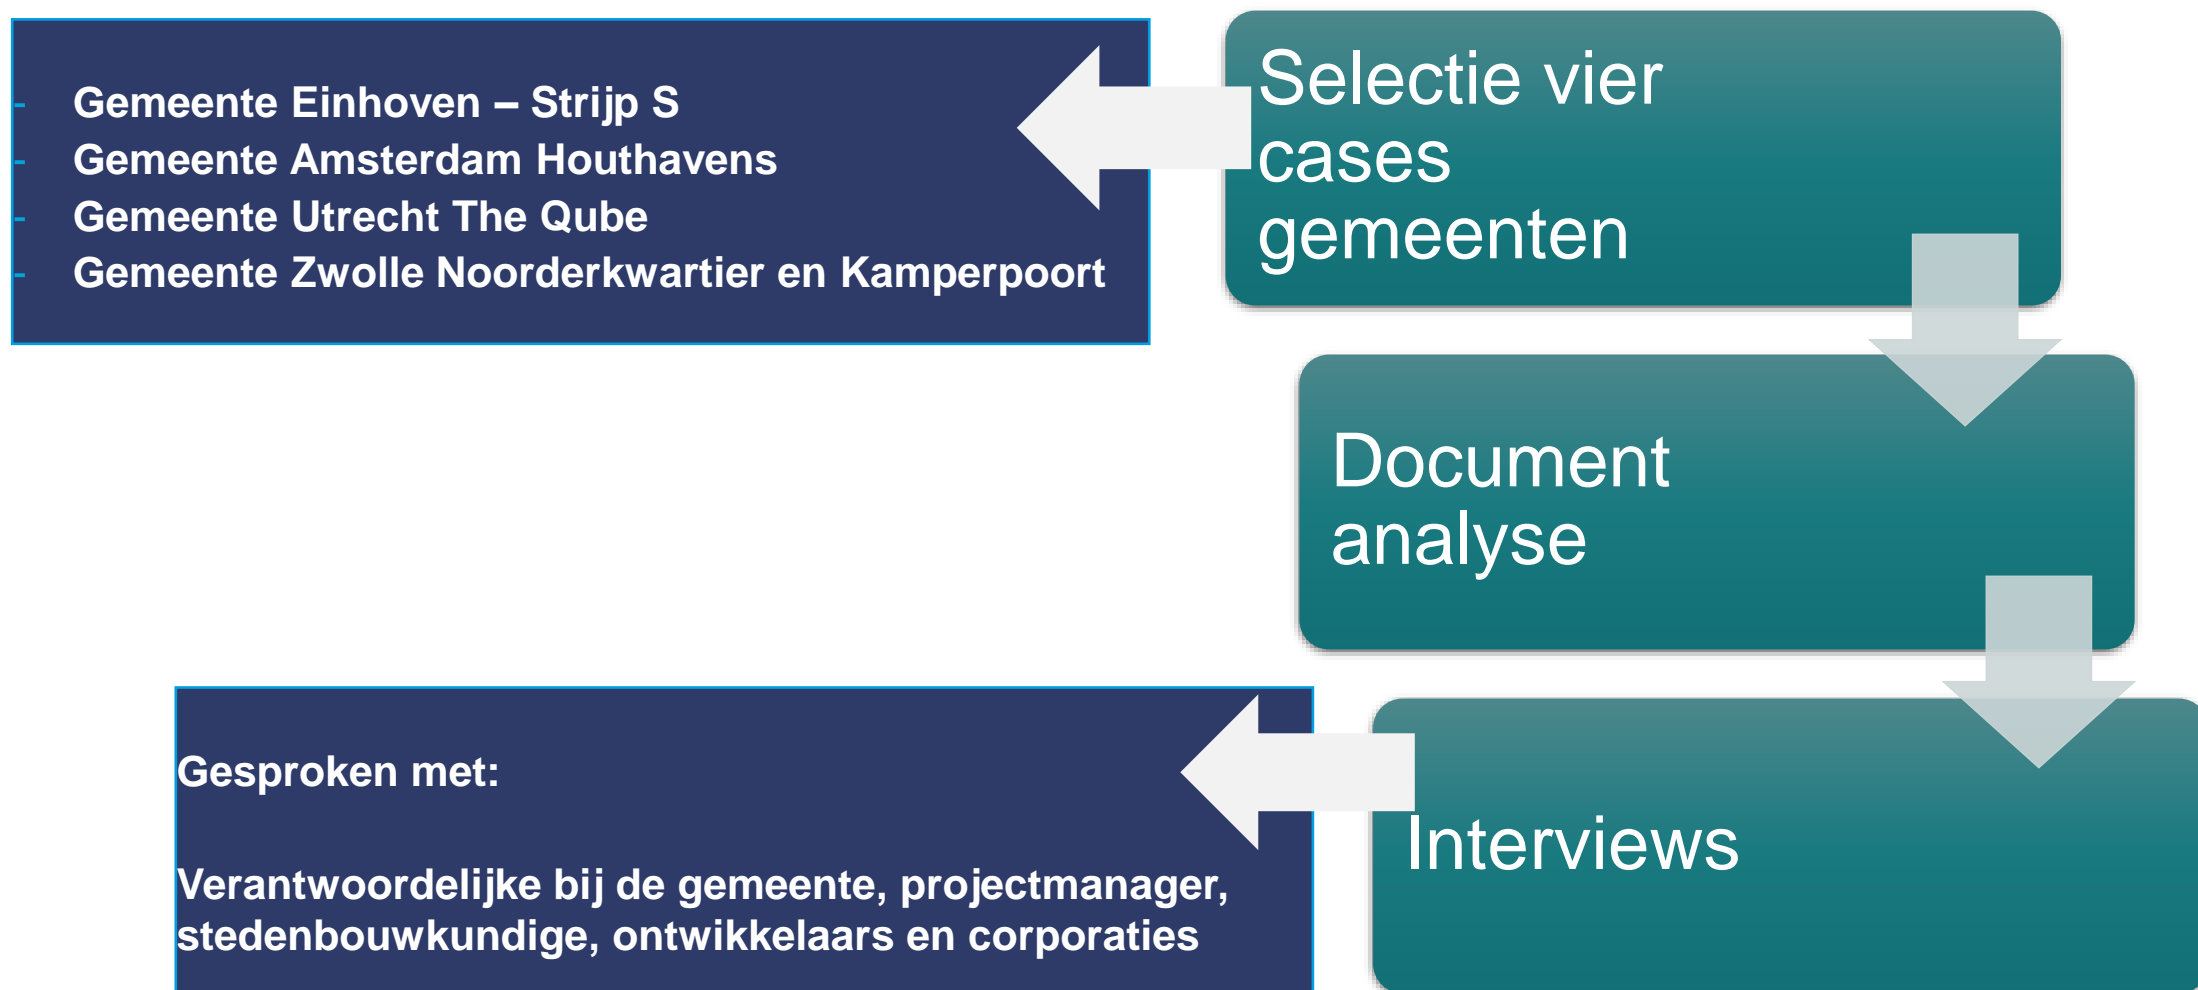 - Gemeente Einhoven – Strijp S
- Gemeente Amsterdam Houthavens
- Gemeente Utrecht The Qube
- Gemeente Zwolle Noorderkwartier en Kamperpoort
Selectie vier
cases
gemeenten
Document
analyse
Gesproken met:
Verantwoordelijke bij de gemeente, projectmanager,
stedenbouwkundige, ontwikkelaars en corporaties
Interviews